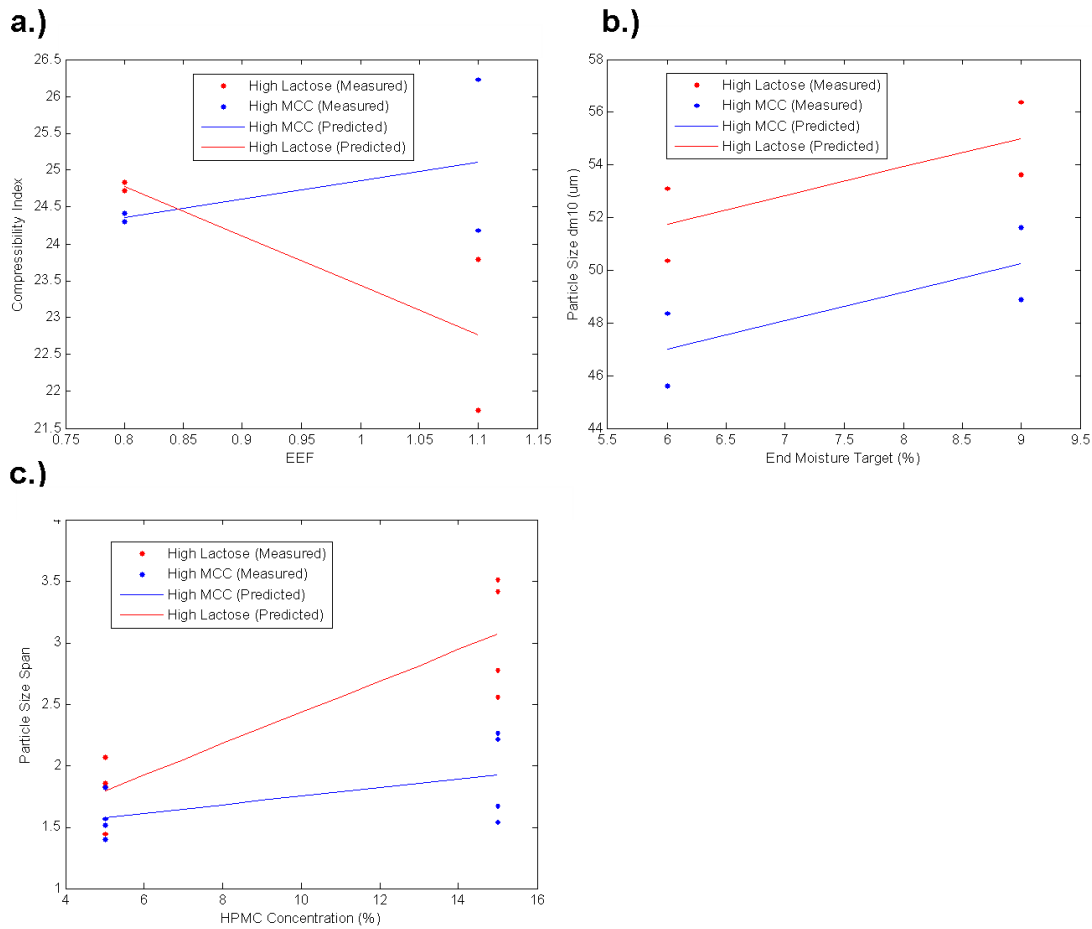 a.)
26.5
26
25.5
25
24.5
24
23.5
23
22.5
22
21.5
Compressibility Index
High Lactose (Measured)
High MCC (Measured)
High MCC (Predicted)
High Lactose (Predicted)
0.75 0.8 0.85 0.9 0.95 1 1.05 1.1 1.15
EEF
b.)
58
56
54
52
50
48
46
44
Particle Size dm10 (um)
High Lactose (Measured)
High MCC (Measured)
High MCC (Predicted)
High Lactose (Predicted)
5.5 6 6.5 7 7.5 8 8.5 9 9.5
End Moisture Target (%)
c.)
4
3.5
3
2.5
2
1.5
1
Particle Size Span
High Lactose (Measured)
High MCC (Measured)
High MCC (Predicted)
High Lactose (Predicted)
4 6 8 10 12 14 16
HPMC Concentration (%)